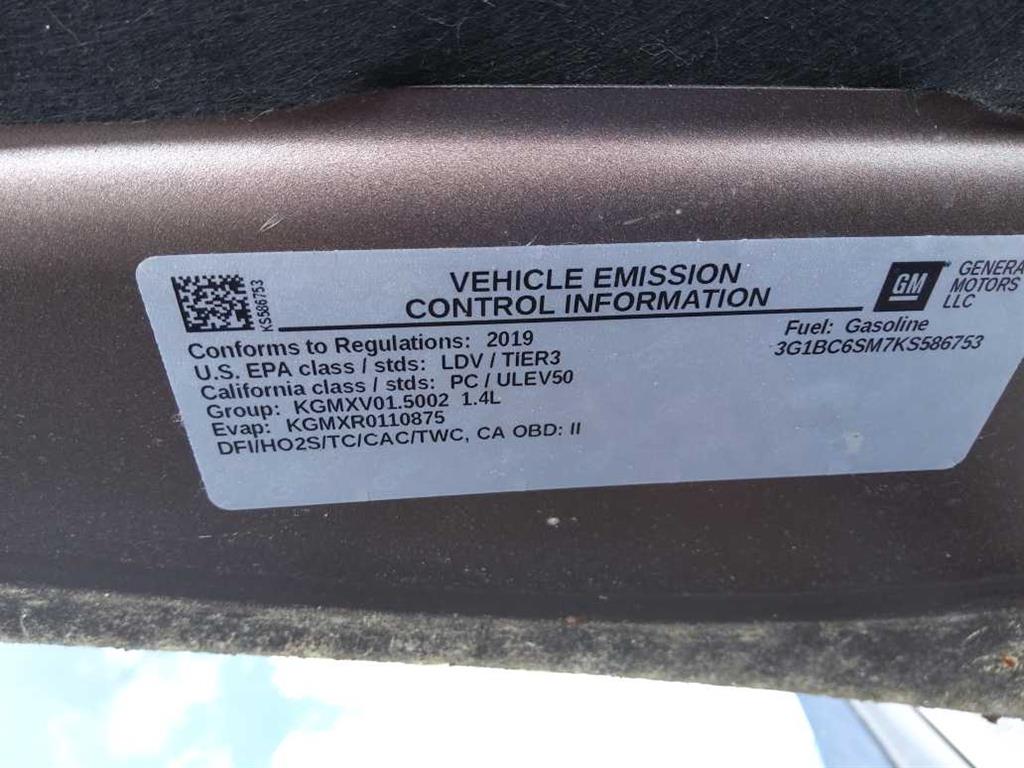 KS586753
VEHICLE EMISSION
CONTROL INFORMATION
GM
GENERA
MOTORS
LLC
Conforms to Regulations: 2019
U.S. EPA class / stds: LDV / TIER3
California class / stds: PC / ULEV50
Group: KGMXV01.5002 1.4L
Evap: KGMXR0110875
DFI/HO2S/TC/CAC/TWC, CA OBD: II
Fuel: Gasoline
3G1BC6SM7KS586753